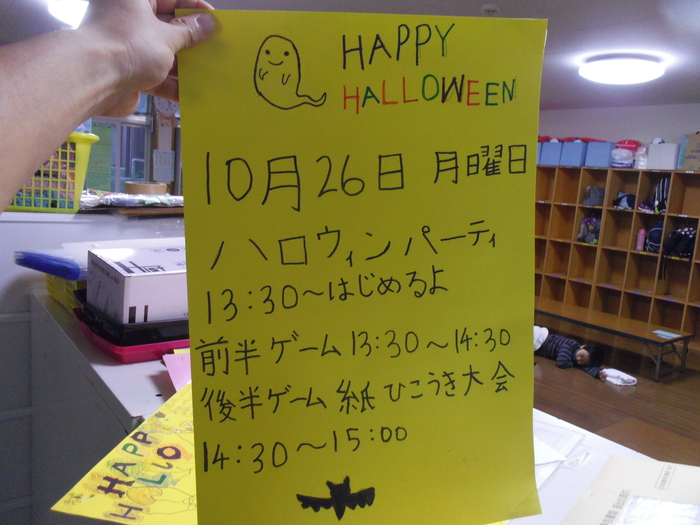 HAPPY
HALLOWEEN
10月26日 月曜日
ハロウィンパーティ
13:30〜はじめるよ
前半ゲーム 13:30〜14:30
後半ゲーム 紙ひこうき大会
14:30〜15:00
HAPP